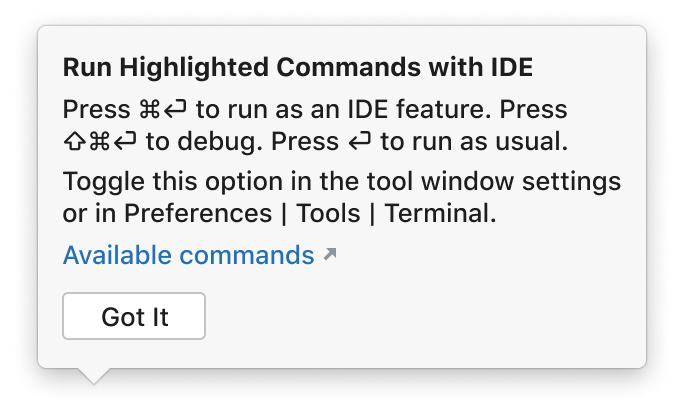 Run Highlighted Commands with IDE
Press ⌘⏎ to run as an IDE feature. Press
⇧⌘⏎ to debug. Press ⏎ to run as usual.
Toggle this option in the tool window settings
or in Preferences | Tools | Terminal.
Available commands ↗
Got It